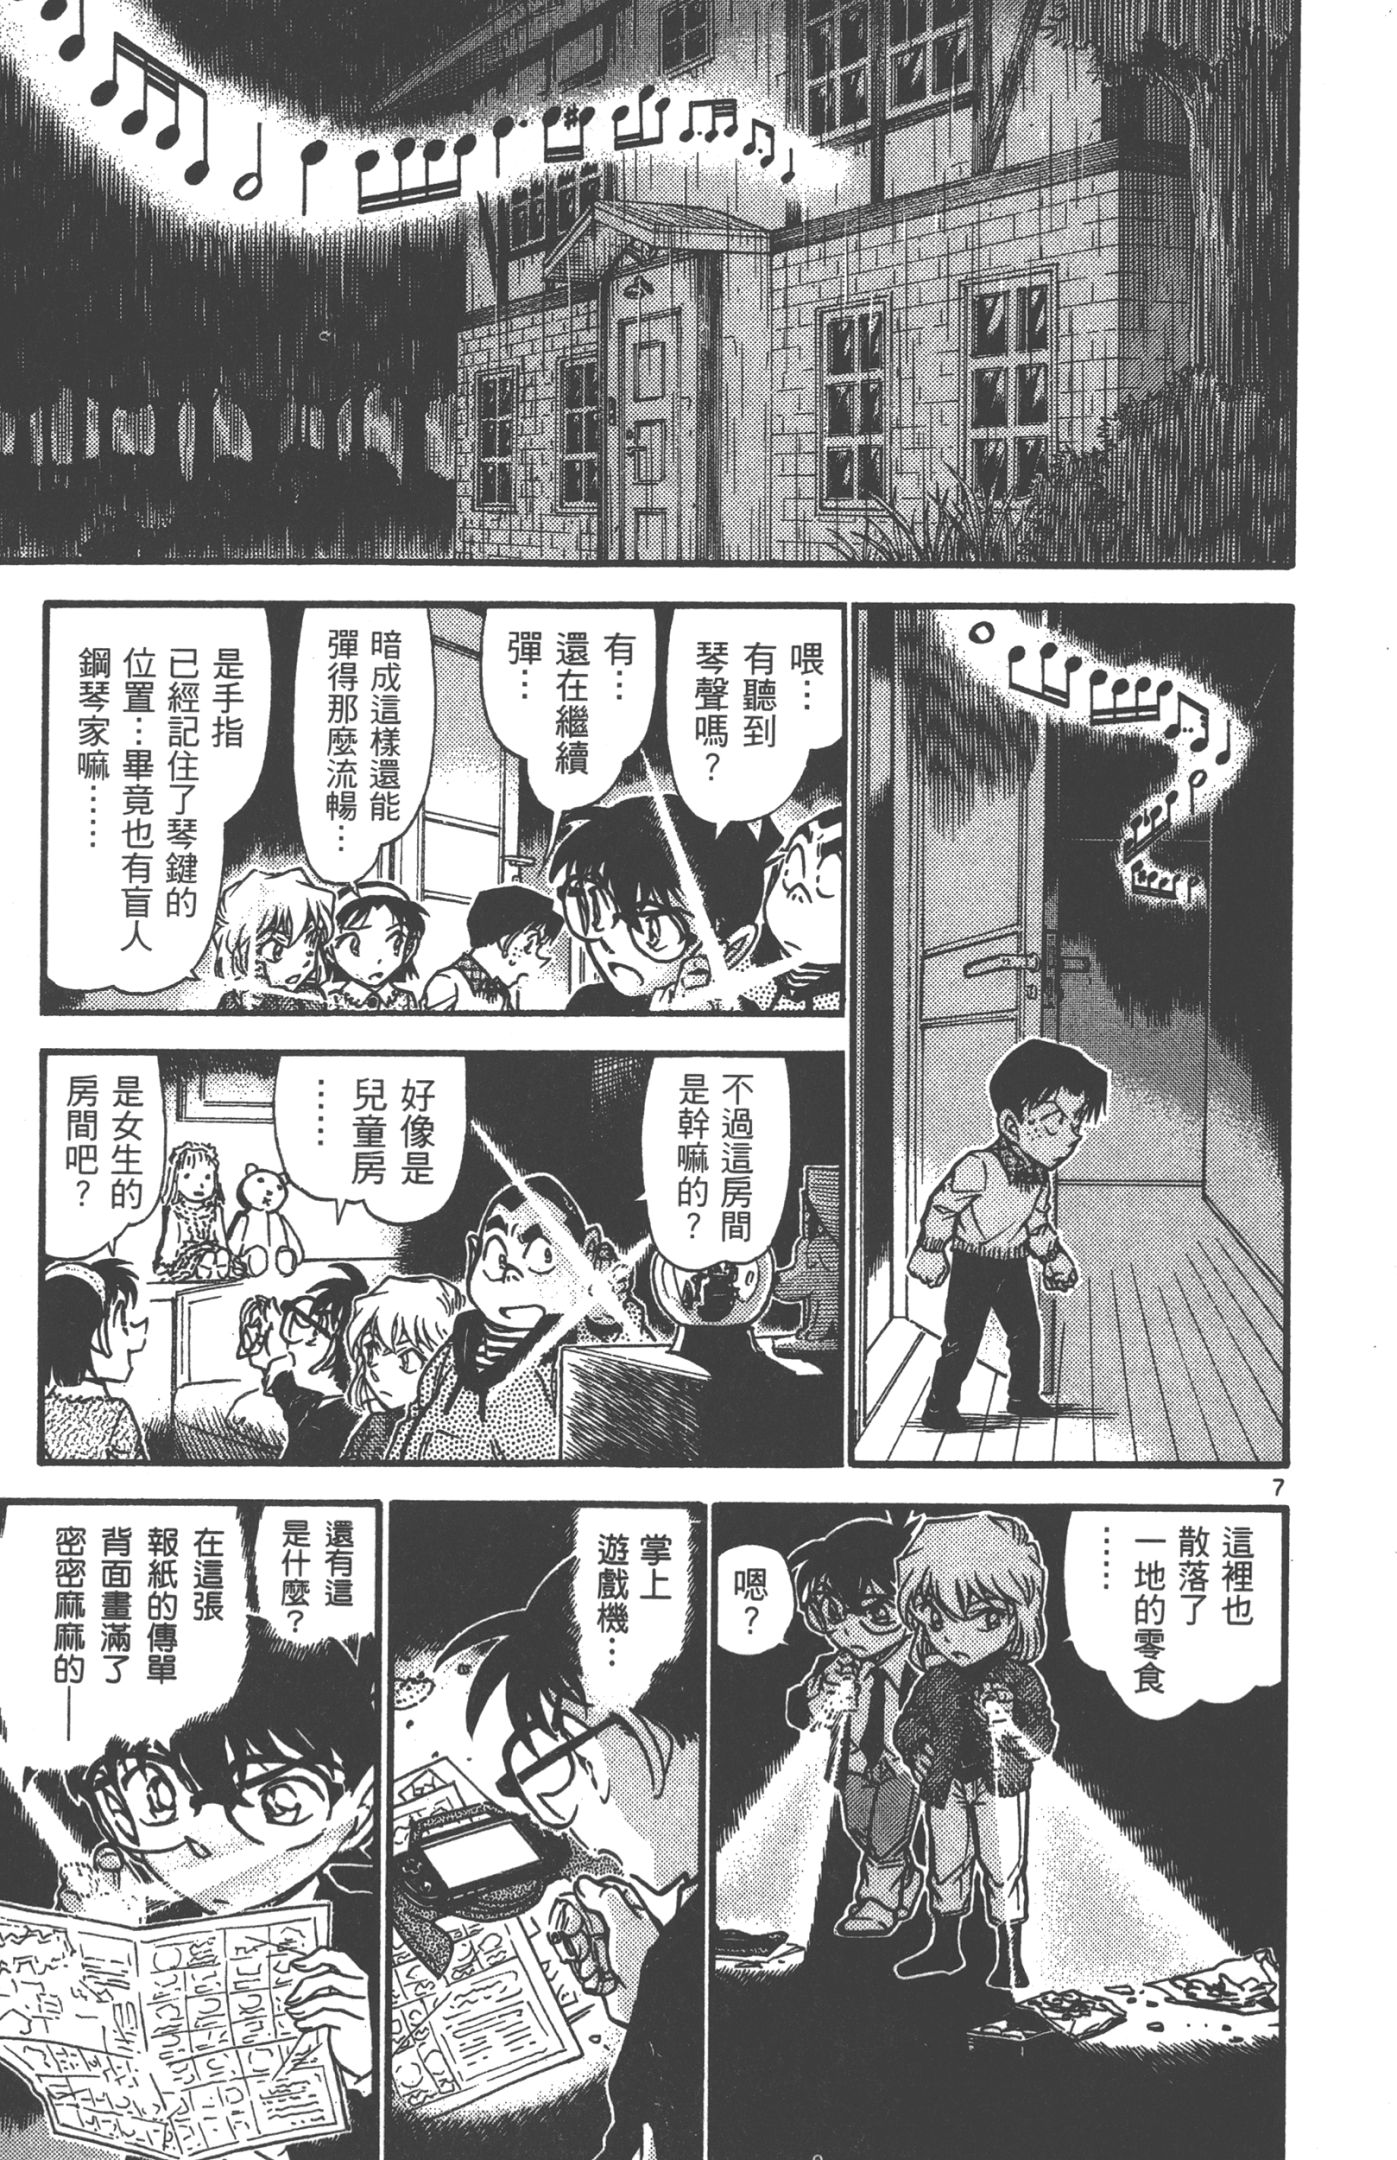 喂…
有聽到
琴聲嗎？
有…
還在繼續
彈…
暗成這樣還能
彈得那麼流暢…
是手指
已經記住了琴鍵的
位置…畢竟也有盲人
鋼琴家嘛……
不過這房間
是幹嘛的？
好像是
兒童房
……
是女生的
房間吧？
7
這裡也
散落了
一地的零食
……
嗯？
掌上
遊戲機…
還有這
是什麼？
在這張
報紙的傳單
背面畫滿了
密密麻麻的──